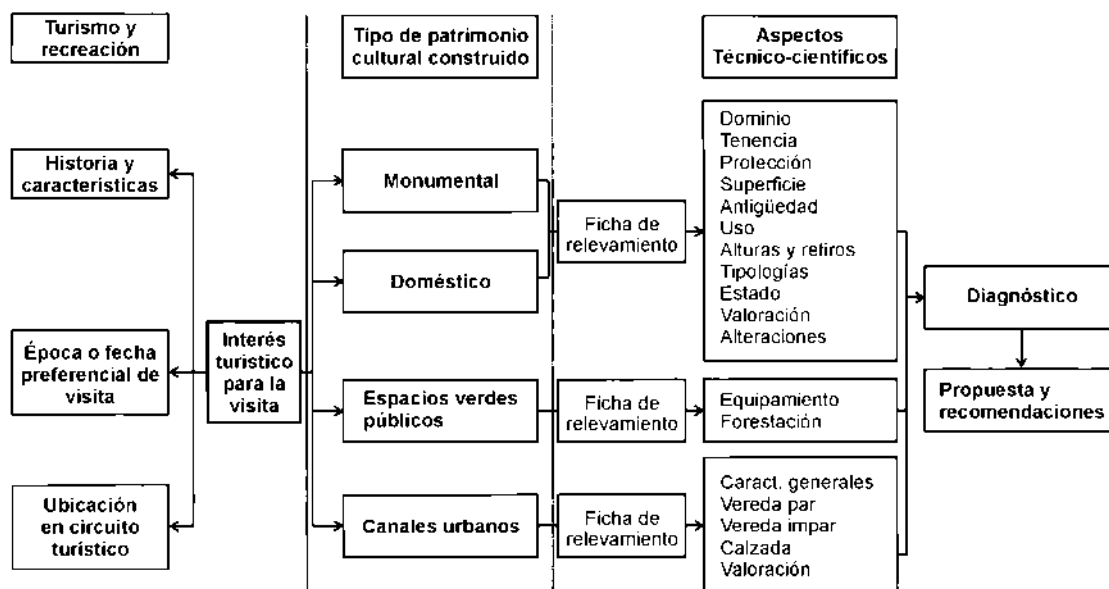 Turismo y
recreación
Historia y
características
Época o fecha
preferencial de
visita
Ubicación
en circuito
turístico
Interés
turístico
para la
visita
Tipo de patrimonio
cultural construido
Monumental
Doméstico
Espacios verdes
públicos
Canales urbanos
Ficha de
relevamiento
Ficha de
relevamiento
Ficha de
relevamiento
Aspectos
Técnico-científicos
Dominio
Tenencia
Protección
Superficie
Antigüedad
Uso
Alturas y retiros
Tipologías
Estado
Valoración
Alteraciones
Equipamiento
Forestación
Caract. generales
Vereda par
Vereda impar
Calzada
Valoración
Diagnóstico
Propuesta y
recomendaciones